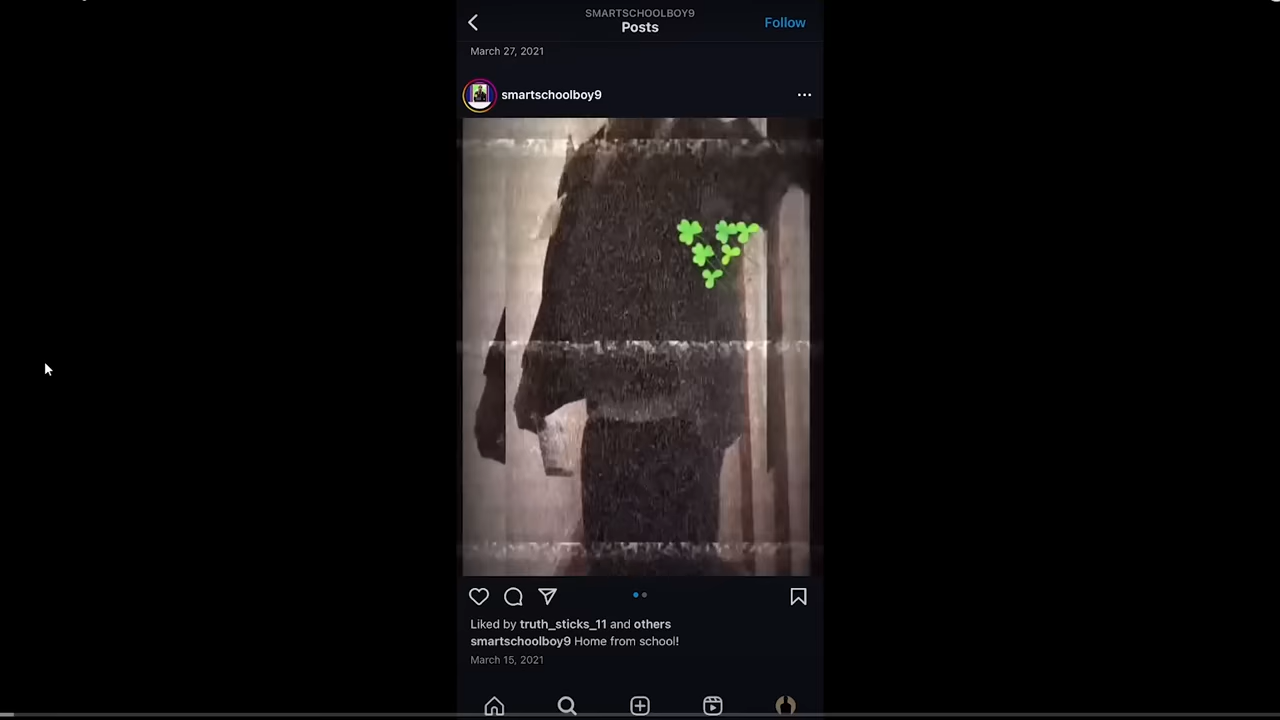 SMARTSCHOOLBOY9
Posts
Follow
March 27, 2021
smartschoolboy9
Liked by truth_sticks_11 and others
smartschoolboy9 Home from school!
March 15, 2021